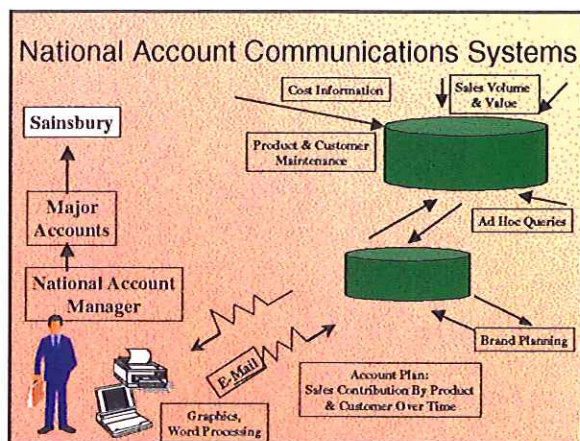 National Account Communications Systems
Cost Information
Sales Volume
& Value
Sainsbury
Product & Customer
Maintenance
Major
Accounts
Ad Hoc Queries
National Account
Manager
Brand Planning
E-Mail
Account Plan:
Sales Contribution By Product
& Customer Over Time
Graphics,
Word Processing